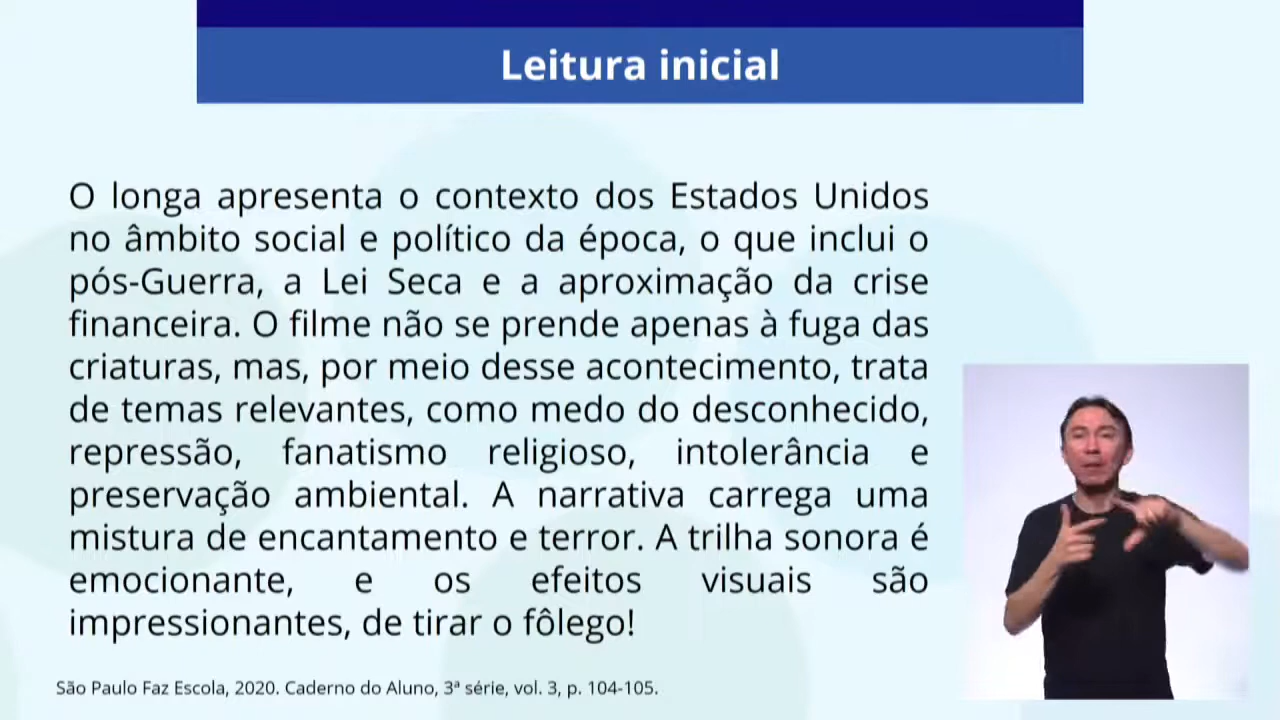 Leitura inicial
O longa apresenta o contexto dos Estados Unidos
no âmbito social e político da época, o que inclui o
pós-Guerra, a Lei Seca e a aproximação da crise
financeira. O filme não se prende apenas à fuga das
criaturas, mas, por meio desse acontecimento, trata
de temas relevantes, como medo do desconhecido,
repressão, fanatismo religioso, intolerância e
preservação ambiental. A narrativa carrega uma
mistura de encantamento e terror. A trilha sonora é
emocionante, e os efeitos visuais são
impressionantes, de tirar o fôlego!
São Paulo Faz Escola, 2020. Caderno do Aluno, 3ª série, vol. 3, p. 104-105.